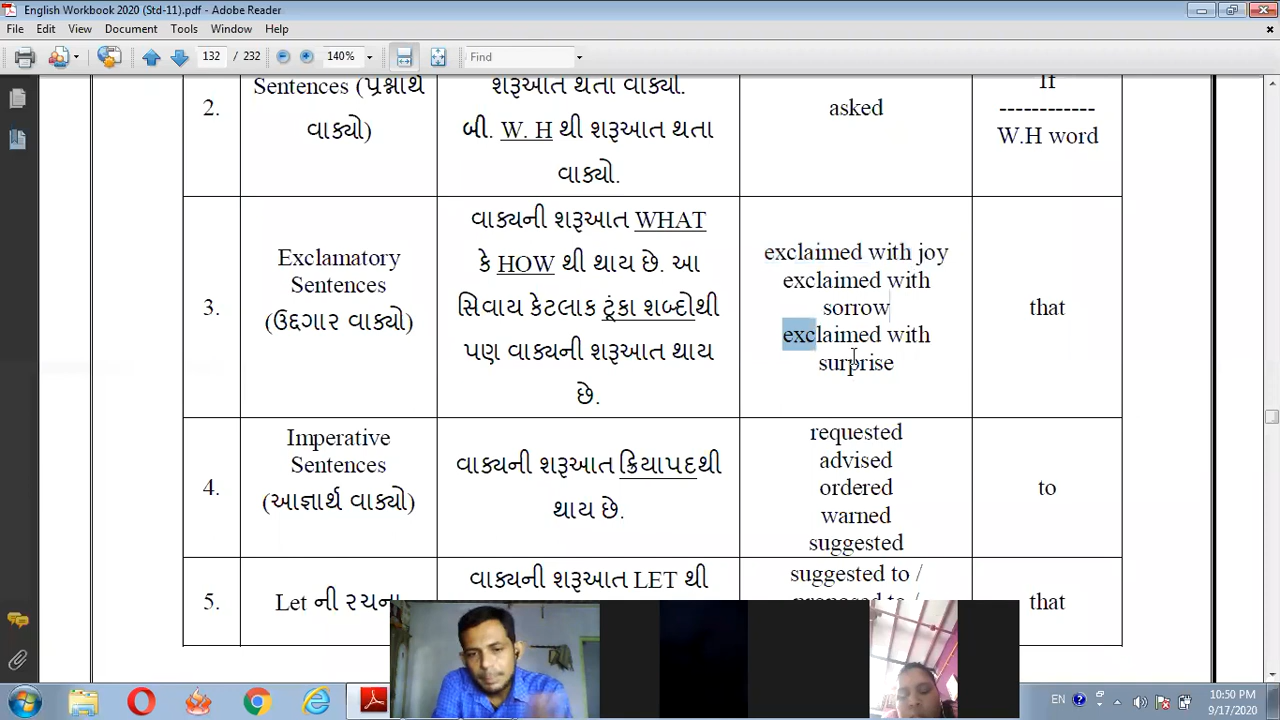 English Workbook 2020 (Std-11).pdf - Adobe Reader
File Edit View Document Tools Window Help
132 / 232 140% Find
Sentences (પ્રશ્નાર્થ
વાક્યો)
2.
શરૂઆત થતા વાક્યો.
બી. W. H થી શરૂઆત થતા
વાક્યો.
asked
If
------------
W.H word
3.
Exclamatory
Sentences
(ઉદ્દગાર વાક્યો)
વાક્યની શરૂઆત WHAT
કે HOW થી થાય છે. આ
સિવાય કેટલાક ટૂંકા શબ્દોથી
પણ વાક્યની શરૂઆત થાય
છે.
exclaimed with joy
exclaimed with
sorrow
exclaimed with
surprise
that
4.
Imperative
Sentences
(આજ્ઞાર્થ વાક્યો)
વાક્યની શરૂઆત ક્રિયાપદથી
થાય છે.
requested
advised
ordered
warned
suggested
to
5.
Let ની રચના
વાક્યની શરૂઆત LET થી
suggested to /
proposed to /
that
EN
10:50 PM
9/17/2020